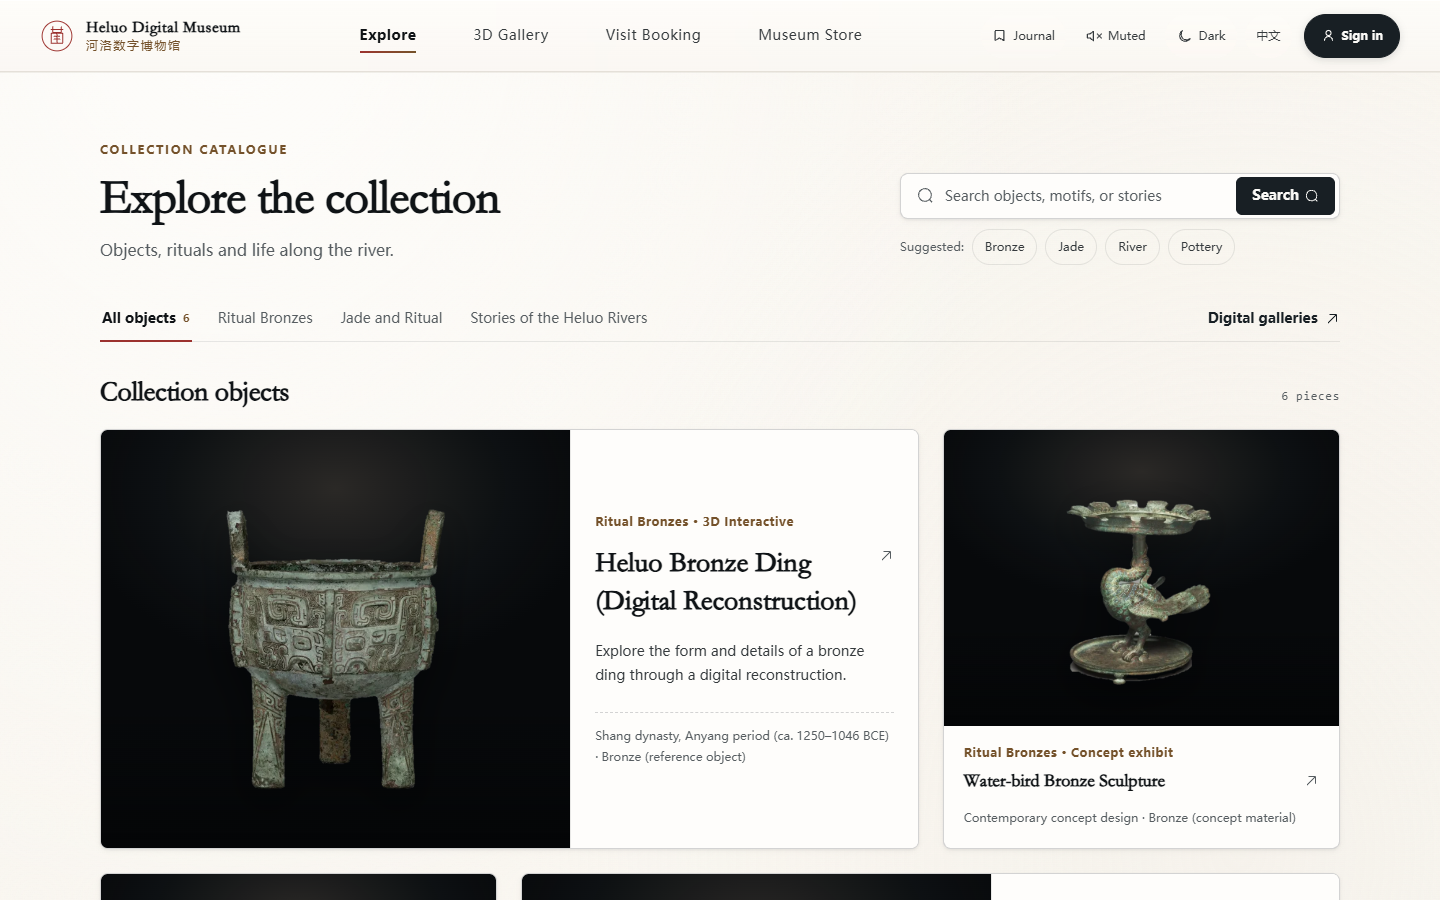 Heluo Digital Museum
河洛数字博物馆
Explore
3D Gallery
Visit Booking
Museum Store
Journal
Muted
Dark
中文
Sign in
COLLECTION CATALOGUE
Explore the collection
Objects, rituals and life along the river.
Search objects, motifs, or stories
Search
Suggested:
Bronze
Jade
River
Pottery
All objects 6
Ritual Bronzes
Jade and Ritual
Stories of the Heluo Rivers
Digital galleries
Collection objects
6 pieces
Ritual Bronzes • 3D Interactive
Heluo Bronze Ding
(Digital Reconstruction)
Explore the form and details of a bronze
ding through a digital reconstruction.
Shang dynasty, Anyang period (ca. 1250–1046 BCE)
· Bronze (reference object)
Ritual Bronzes • Concept exhibit
Water-bird Bronze Sculpture
Contemporary concept design · Bronze (concept material)